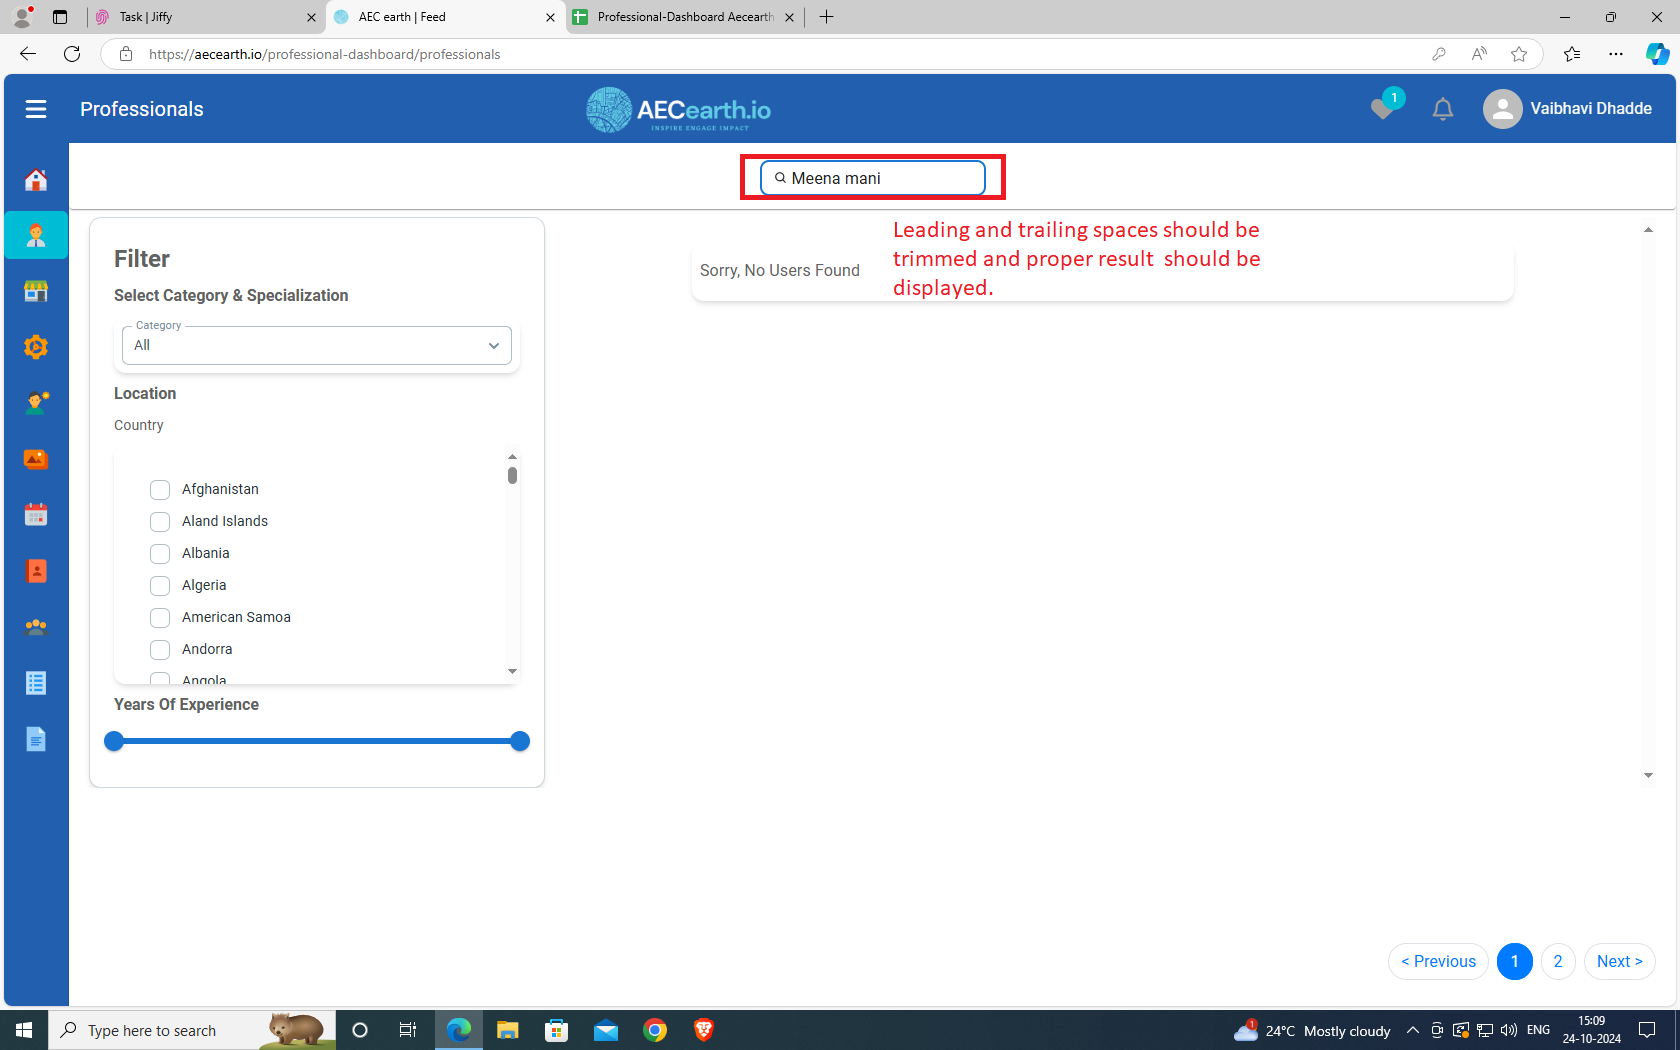 Task | Jiffy
AEC earth | Feed
Professional-Dashboard Aecearth
https://aecearth.io/professional-dashboard/professionals
Professionals
AECearth.io
INSPIRE ENGAGE IMPACT
1
Vaibhavi Dhadde
Meena mani
Leading and trailing spaces should be
trimmed and proper result should be
displayed.
Sorry, No Users Found
Filter
Select Category & Specialization
Category
All
Location
Country
Afghanistan
Aland Islands
Albania
Algeria
American Samoa
Andorra
Angola
Years Of Experience
< Previous
1
2
Next >
Type here to search
1
24°C Mostly cloudy
ENG
15:09
24-10-2024